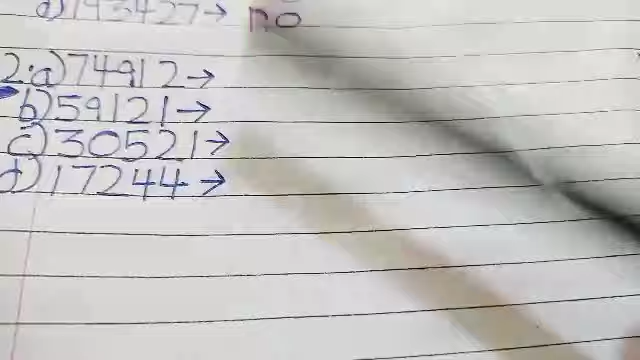 d) 143427 → no
2. a) 74912 →
b) 59121 →
c) 30521 →
d) 17244 →